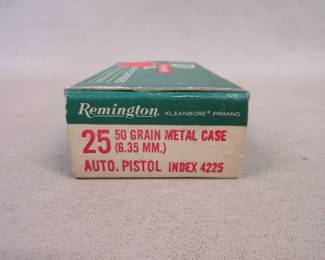 Remington KLEANBORE® PRIMING
25 50 GRAIN METAL CASE
(6.35 MM.)
AUTO. PISTOL INDEX 4225